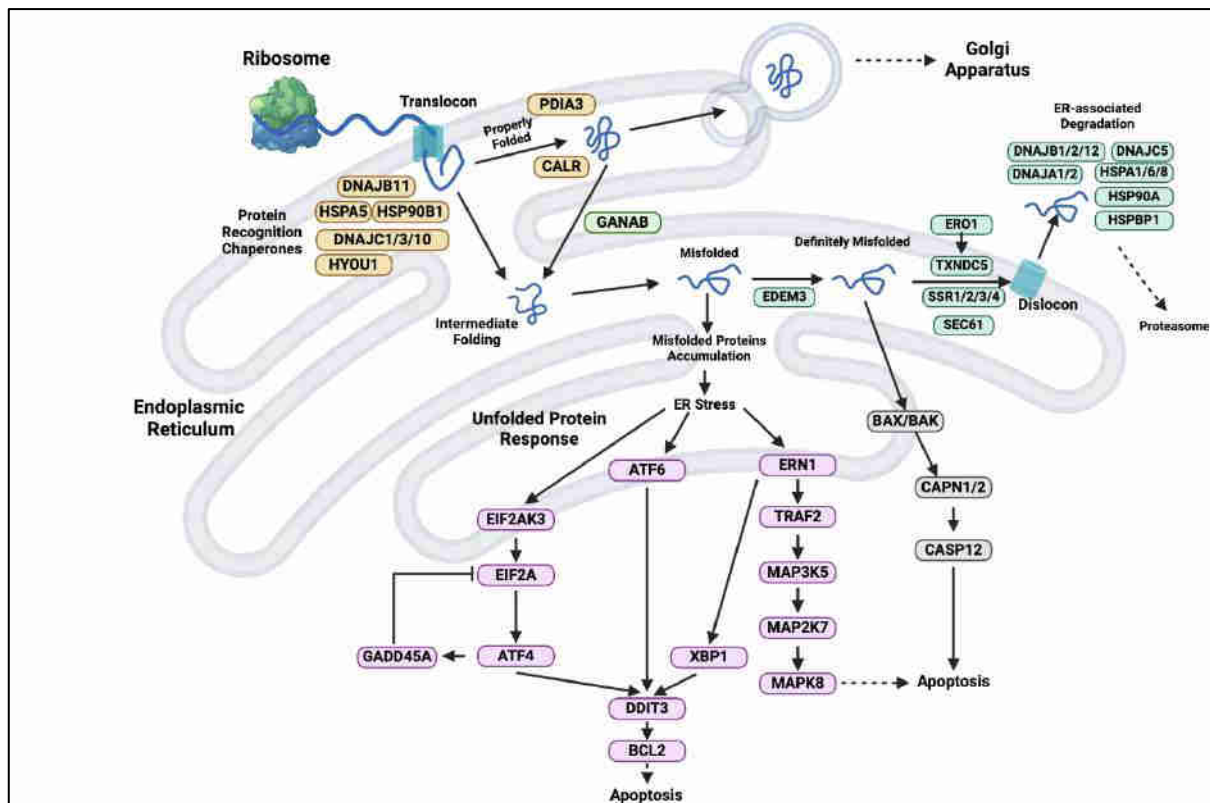 Ribosome
Translocon
Properly
Folded
PDIA3
CALR
Golgi
Apparatus
ER-associated
Degradation
DNAJB1/2/12
DNAJC5
DNAJA1/2
HSPA1/6/8
HSP90A
HSPBP1
Protein
Recognition
Chaperones
DNAJB11
HSPA5
HSP90B1
DNAJC1/3/10
HYOU1
GANAB
Misfolded
Definitely Misfolded
ERO1
TXNDC5
EDEM3
SSR1/2/3/4
SEC61
Dislocon
Proteasome
Intermediate
Folding
Misfolded Proteins
Accumulation
ER Stress
Endoplasmic
Reticulum
Unfolded Protein
Response
BAX/BAK
ATF6
ERN1
CAPN1/2
EIF2AK3
TRAF2
CASP12
EIF2A
MAP3K5
MAP2K7
GADD45A
ATF4
XBP1
MAPK8
Apoptosis
DDIT3
BCL2
Apoptosis